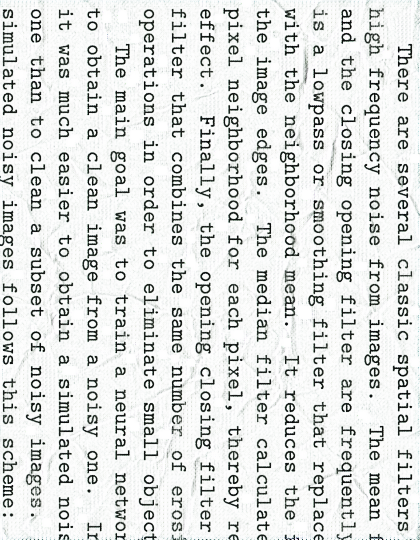 There are several classic spatial filters
high frequency noise from images. The mean
and the closing opening filter are frequently
is a lowpass or smoothing filter that replace
with the neighborhood mean. It reduces the
the image edges. The median filter calculate
pixel neighborhood for each pixel, thereby re
effect. Finally, the opening closing filter
filter that combines the same number of eros
operations in order to eliminate small object
The main goal was to train a neural networ
to obtain a clean image from a noisy one. In
it was much easier to obtain a simulated nois
one than to clean a subset of noisy images.
simulated noisy images follows this scheme: